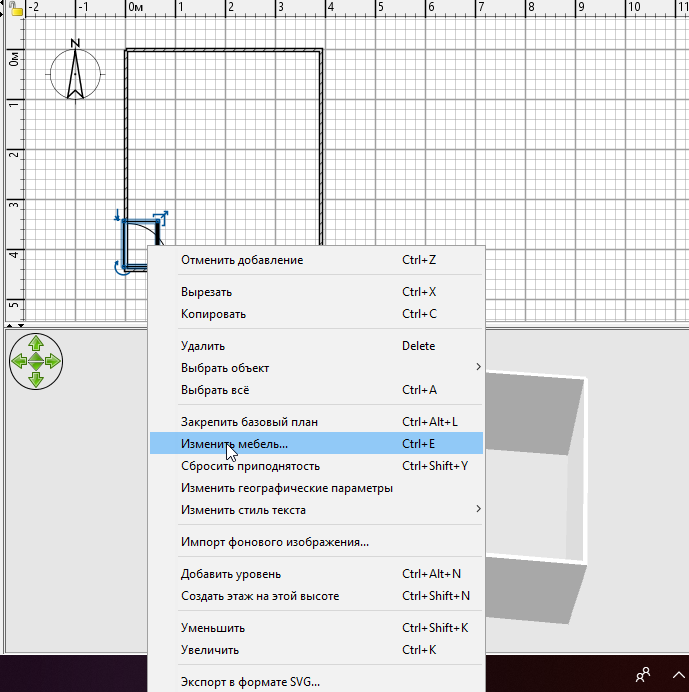 -2 -1 0м 1 2 3 4 5 6 7 8 9 10 11
N
0м
1
2
3
4
5
Отменить добавление Ctrl+Z
Вырезать Ctrl+X
Копировать Ctrl+C
Удалить Delete
Выбрать объект
Выбрать всё Ctrl+A
Закрепить базовый план Ctrl+Alt+L
Изменить мебель... Ctrl+E
Сбросить приподнятость Ctrl+Shift+Y
Изменить географические параметры
Изменить стиль текста
Импорт фонового изображения...
Добавить уровень Ctrl+Alt+N
Создать этаж на этой высоте Ctrl+Shift+N
Уменьшить Ctrl+Shift+K
Увеличить Ctrl+K
Экспорт в формате SVG...